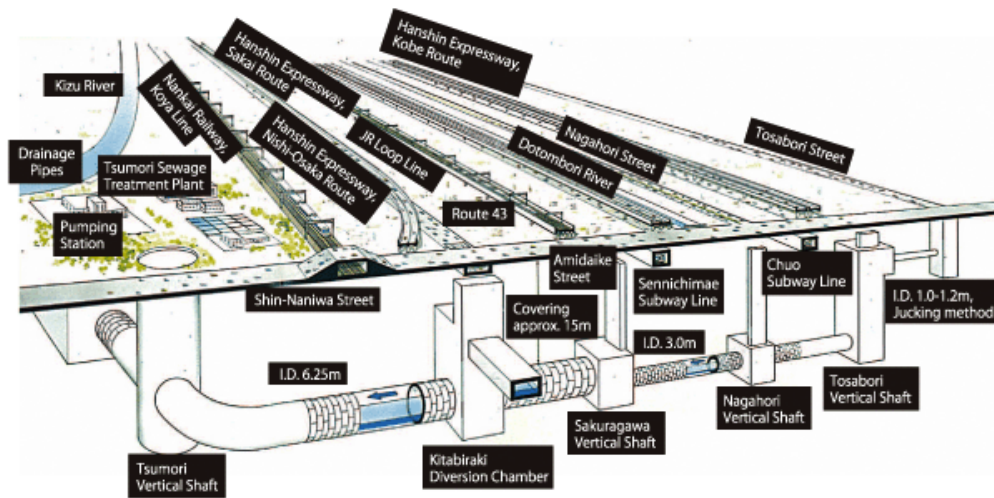 Hanshin Expressway,
Kobe Route
Hanshin Expressway,
Sakai Route
Kizu River
Nankai Railway,
Koya Line
Hanshin Expressway,
Nishi-Osaka Route
JR Loop Line
Nagahori Street
Dotombori River
Tosabori Street
Drainage
Pipes
Tsumori Sewage
Treatment Plant
Pumping
Station
Route 43
Amidaike
Street
Sennichimae
Subway Line
Chuo
Subway Line
Shin-Naniwa Street
Covering
approx. 15m
I.D. 1.0-1.2m,
Jucking method
I.D. 6.25m
I.D. 3.0m
Tsumori
Vertical Shaft
Kitabiraki
Diversion Chamber
Sakuragawa
Vertical Shaft
Nagahori
Vertical Shaft
Tosabori
Vertical Shaft